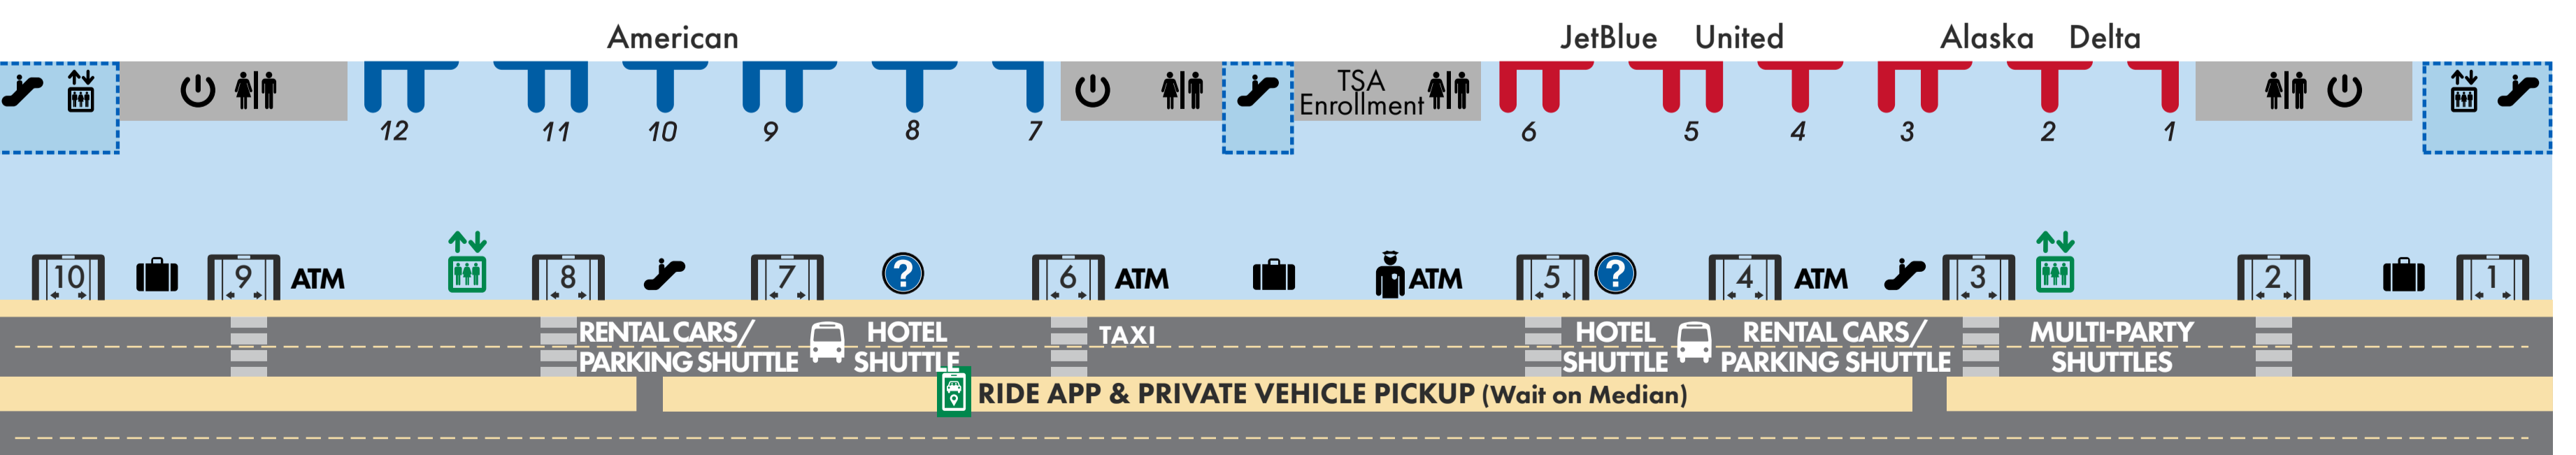 American JetBlue United Alaska Delta
TSA
Enrollment
12 11 10 9 8 7 6 5 4 3 2 1
10 9 ATM 8 7 ? 6 ATM ATM 5 ? 4 ATM 3 2 1
RENTAL CARS/
PARKING SHUTTLE
HOTEL
SHUTTLE
TAXI
HOTEL
SHUTTLE
RENTAL CARS/
PARKING SHUTTLE
MULTI-PARTY
SHUTTLES
RIDE APP & PRIVATE VEHICLE PICKUP (Wait on Median)